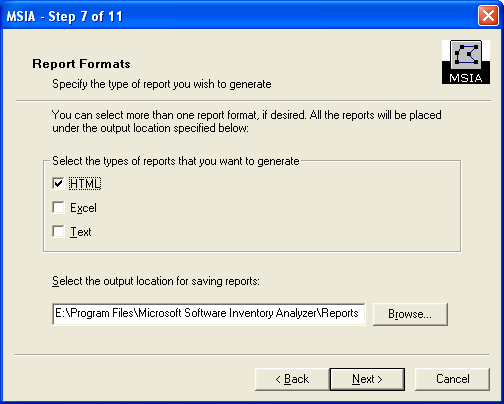 MSIA - Step 7 of 11
Report Formats
Specify the type of report you wish to generate
MSIA
You can select more than one report format, if desired. All the reports will be placed
under the output location specified below:
Select the types of reports that you want to generate
HTML
Excel
Text
Select the output location for saving reports:
E:\Program Files\Microsoft Software Inventory Analyzer\Reports
Browse...
< Back
Next >
Cancel